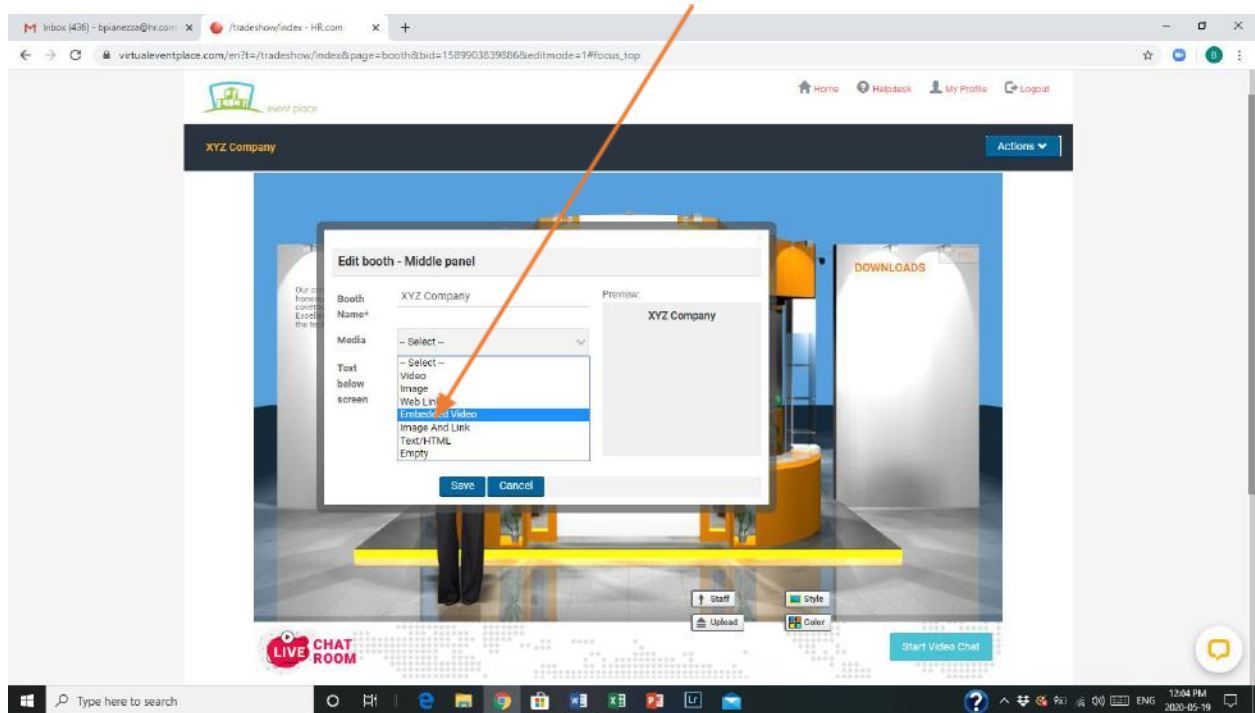 Inbox (436) - bpianezza@hr.com
/tradeshow/index - HR.com
virtualeventplace.com/en?t=/tradeshow/index&page=booth&bid=1589903839886&editmode=1#focus_top
event place
Home Helpdesk My Profile Logout
XYZ Company
Actions
DOWNLOADS
Edit booth - Middle panel
Booth Name*
XYZ Company
Preview:
XYZ Company
Media
-- Select --
Text below screen
-- Select --
Video
Image
Web Link
Embedded Video
Image And Link
Text/HTML
Empty
Save Cancel
Staff Style
Upload Color
LIVE CHAT ROOM
Start Video Chat
Type here to search
ENG
12:04 PM
2020-05-19